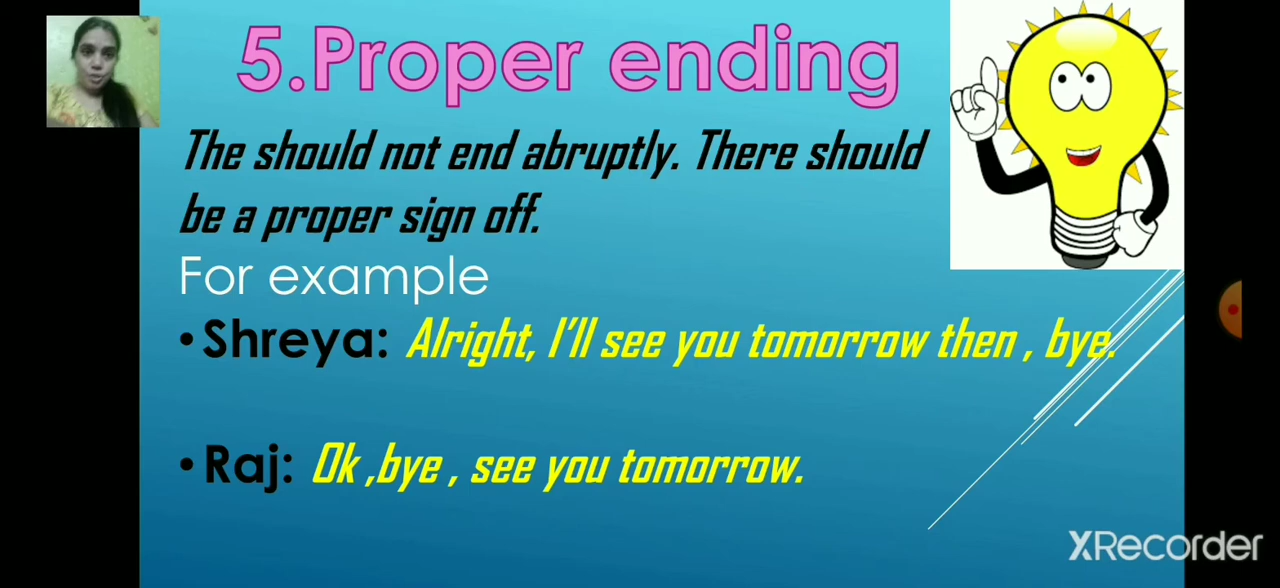 5.Proper ending
The should not end abruptly. There should
be a proper sign off.
For example
• Shreya: Alright, I'll see you tomorrow then , bye.
• Raj: Ok ,bye , see you tomorrow.
XRecorder